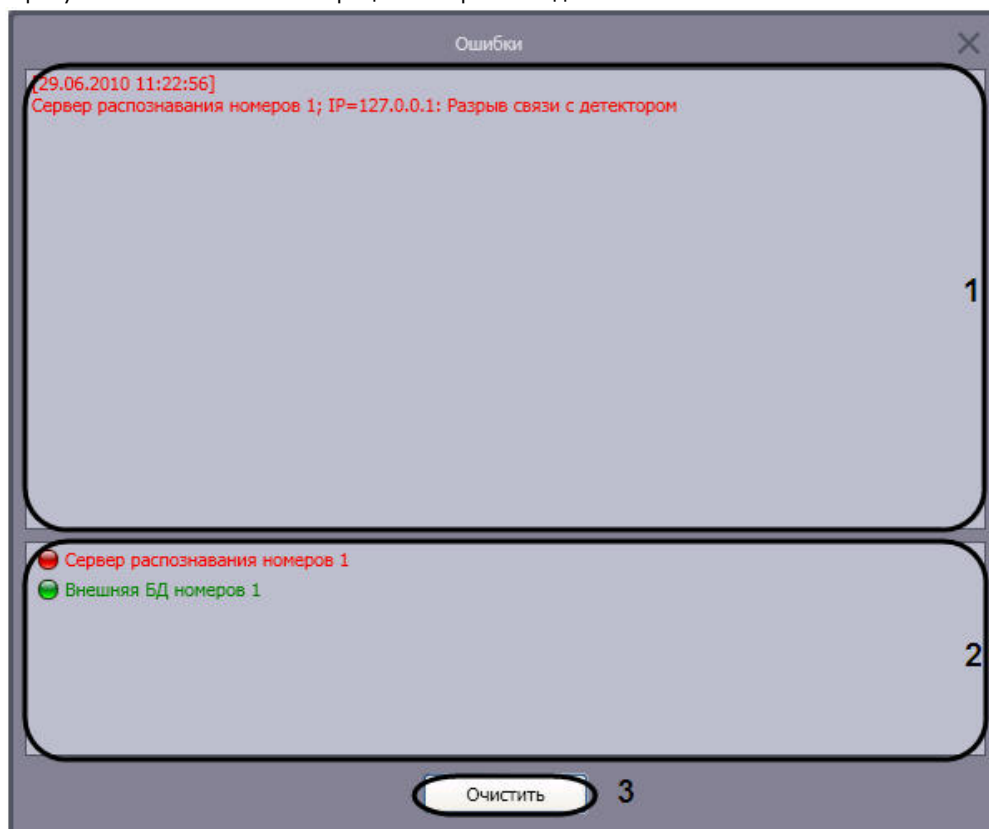 Ошибки
[29.06.2010 11:22:56]
Сервер распознавания номеров 1; IP=127.0.0.1: Разрыв связи с детектором
1
Сервер распознавания номеров 1
Внешняя БД номеров 1
2
Очистить
3